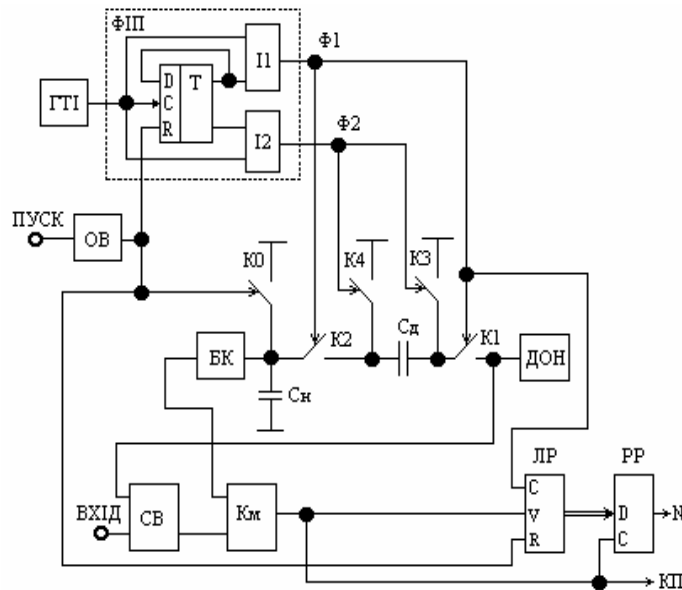 ФІП
Ф1
І1
D Т
ГТІ
C
Ф2
R
І2
ПУСК
ОВ
К0
К4
К3
Сд
К1
БК
К2
ДОН
Сн
ЛР
РР
C
ВХІД
СВ
Км
V
D
N
R
C
КП